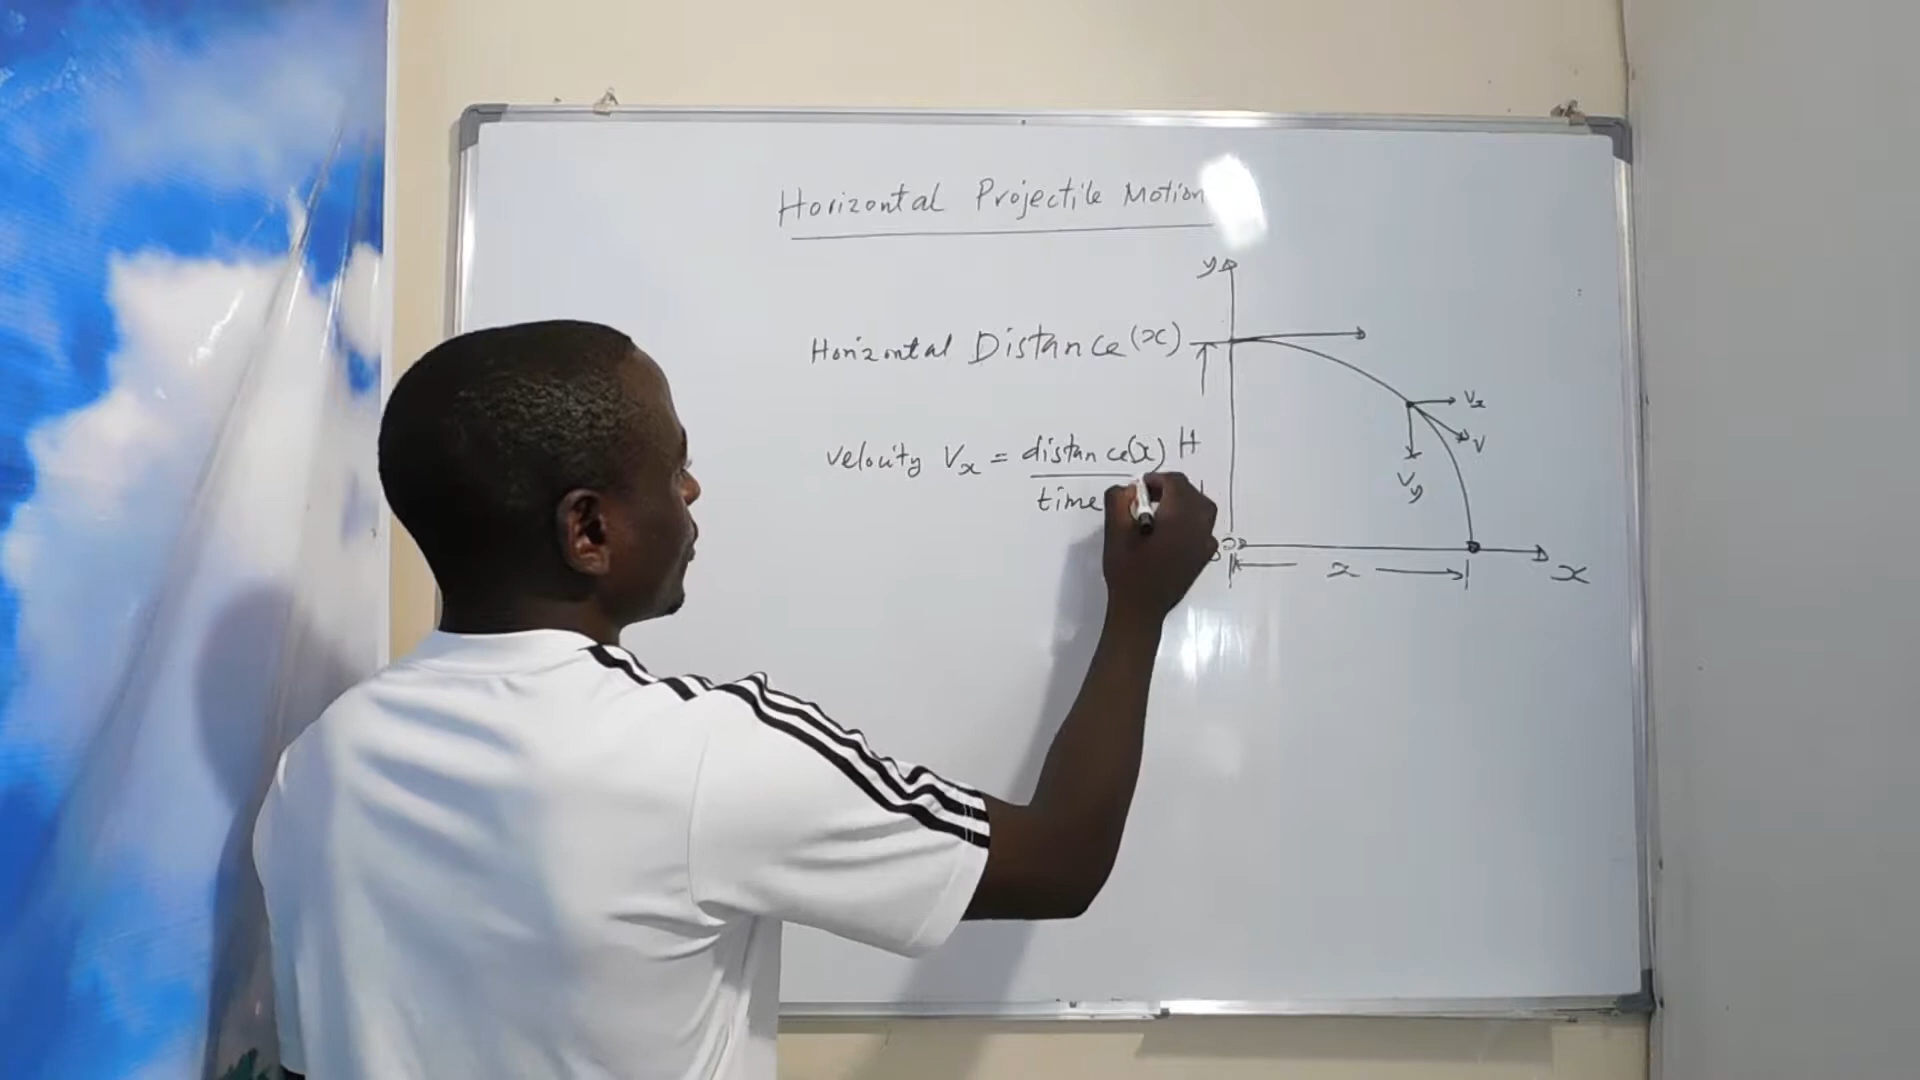 Horizontal Projectile Motion
y
Horizontal Distance (x)
Vx
V
Velocity Vx = distance(x)
time
H
Vy
x
x